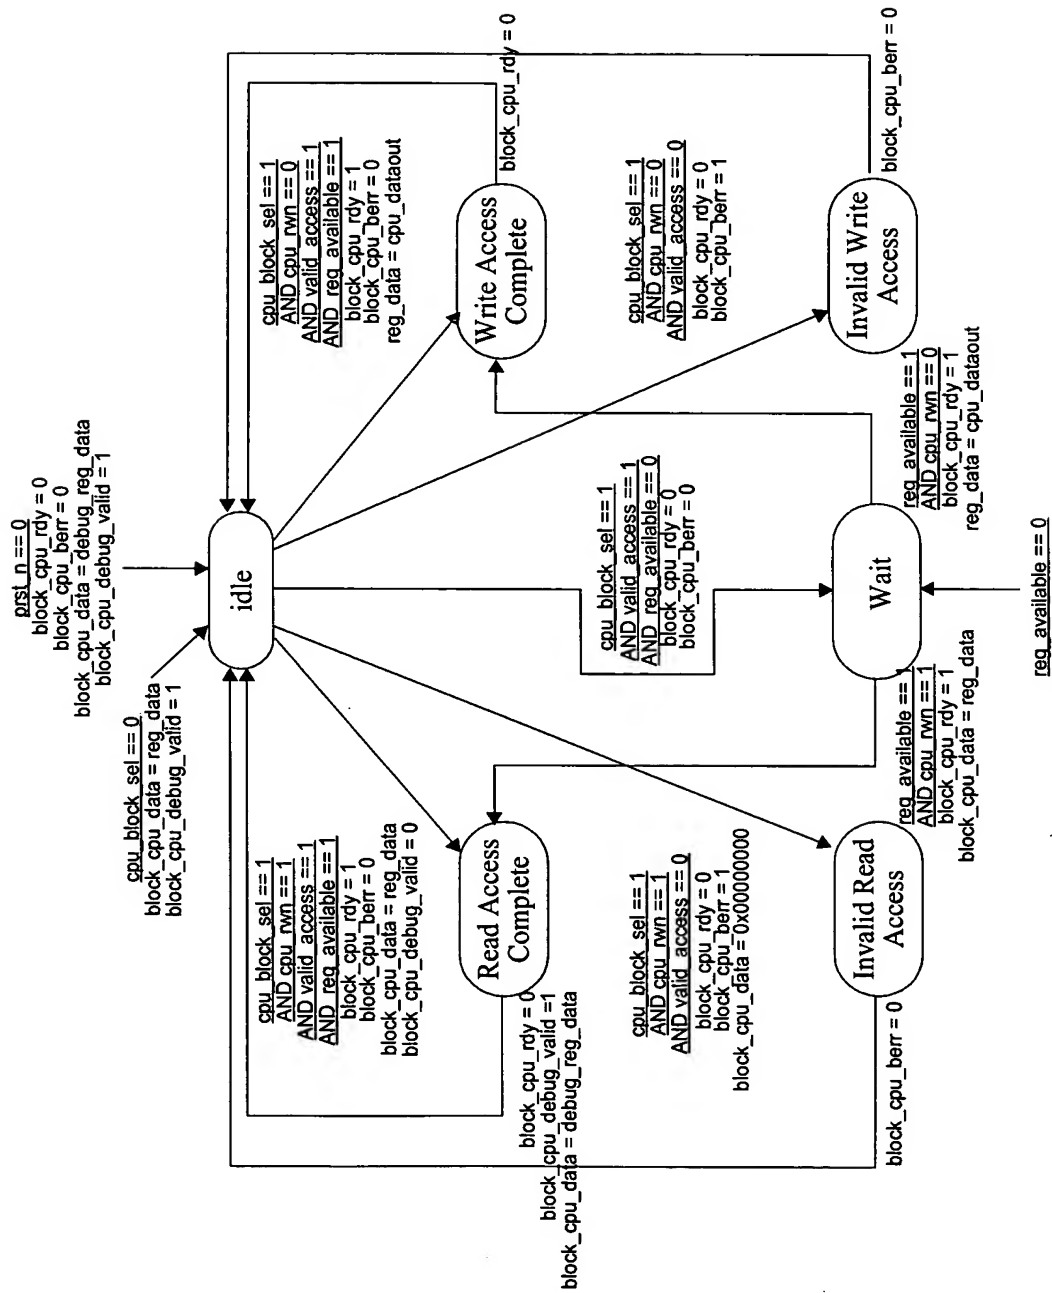 prst_n == 0
block_cpu_rdy = 0
block_cpu_berr = 0
block_cpu_data = debug_reg_data
block_cpu_debug_valid = 1
cpu_block_sel == 0
block_cpu_data = reg_data
block_cpu_debug_valid = 1
idle
cpu_block_sel == 1
AND cpu_rwn == 1
AND valid_access == 1
AND reg_available == 1
block_cpu_rdy = 1
block_cpu_berr = 0
block_cpu_data = reg_data
block_cpu_debug_valid = 0
cpu_block_sel == 1
AND cpu_rwn == 0
AND valid_access == 1
AND reg_available == 1
block_cpu_rdy = 1
block_cpu_berr = 0
reg_data = cpu_dataout
Read Access
Complete
block_cpu_rdy = 0
block_cpu_debug_valid =1
block_cpu_data = debug_reg_data
Write Access
Complete
block_cpu_rdy = 0
cpu_block_sel == 1
AND valid_access == 1
AND reg_available == 0
block_cpu_rdy = 0
block_cpu_berr = 0
cpu_block_sel == 1
AND cpu_rwn == 1
AND valid_access == 0
block_cpu_rdy = 0
block_cpu_berr = 1
block_cpu_data = 0x00000000
cpu_block_sel == 1
AND cpu_rwn == 0
AND valid_access == 0
block_cpu_rdy = 0
block_cpu_berr = 1
Invalid Read
Access
block_cpu_berr = 0
Wait
Invalid Write
Access
block_cpu_berr = 0
reg_available == 1
AND cpu_rwn == 1
block_cpu_rdy = 1
block_cpu_data = reg_data
reg_available == 1
AND cpu_rwn == 0
block_cpu_rdy = 1
reg_data = cpu_dataout
reg_available == 0